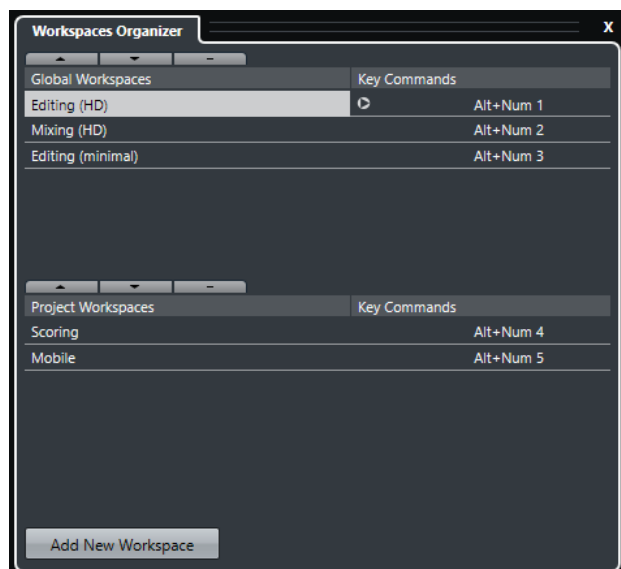 Workspaces Organizer X
Global Workspaces Key Commands
Editing (HD) Alt+Num 1
Mixing (HD) Alt+Num 2
Editing (minimal) Alt+Num 3
Project Workspaces Key Commands
Scoring Alt+Num 4
Mobile Alt+Num 5
Add New Workspace